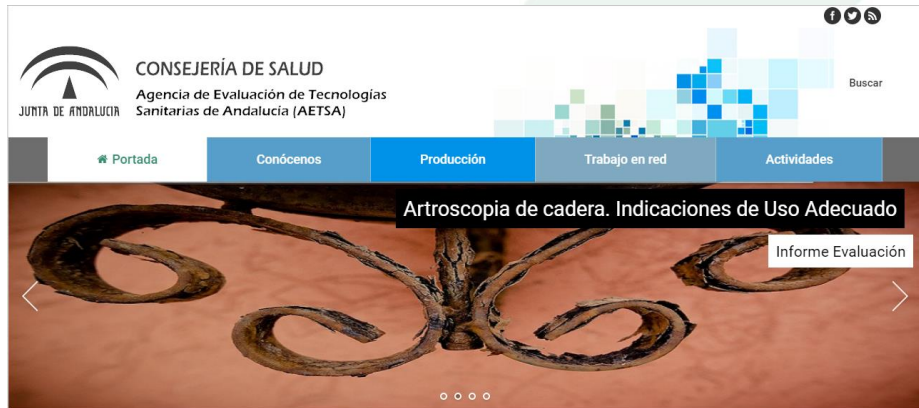 CONSEJERÍA DE SALUD
Agencia de Evaluación de Tecnologías
Sanitarias de Andalucía (AETSA)
JUNTA DE ANDALUCIA
Buscar
Portada
Conócenos
Producción
Trabajo en red
Actividades
Artroscopia de cadera. Indicaciones de Uso Adecuado
Informe Evaluación